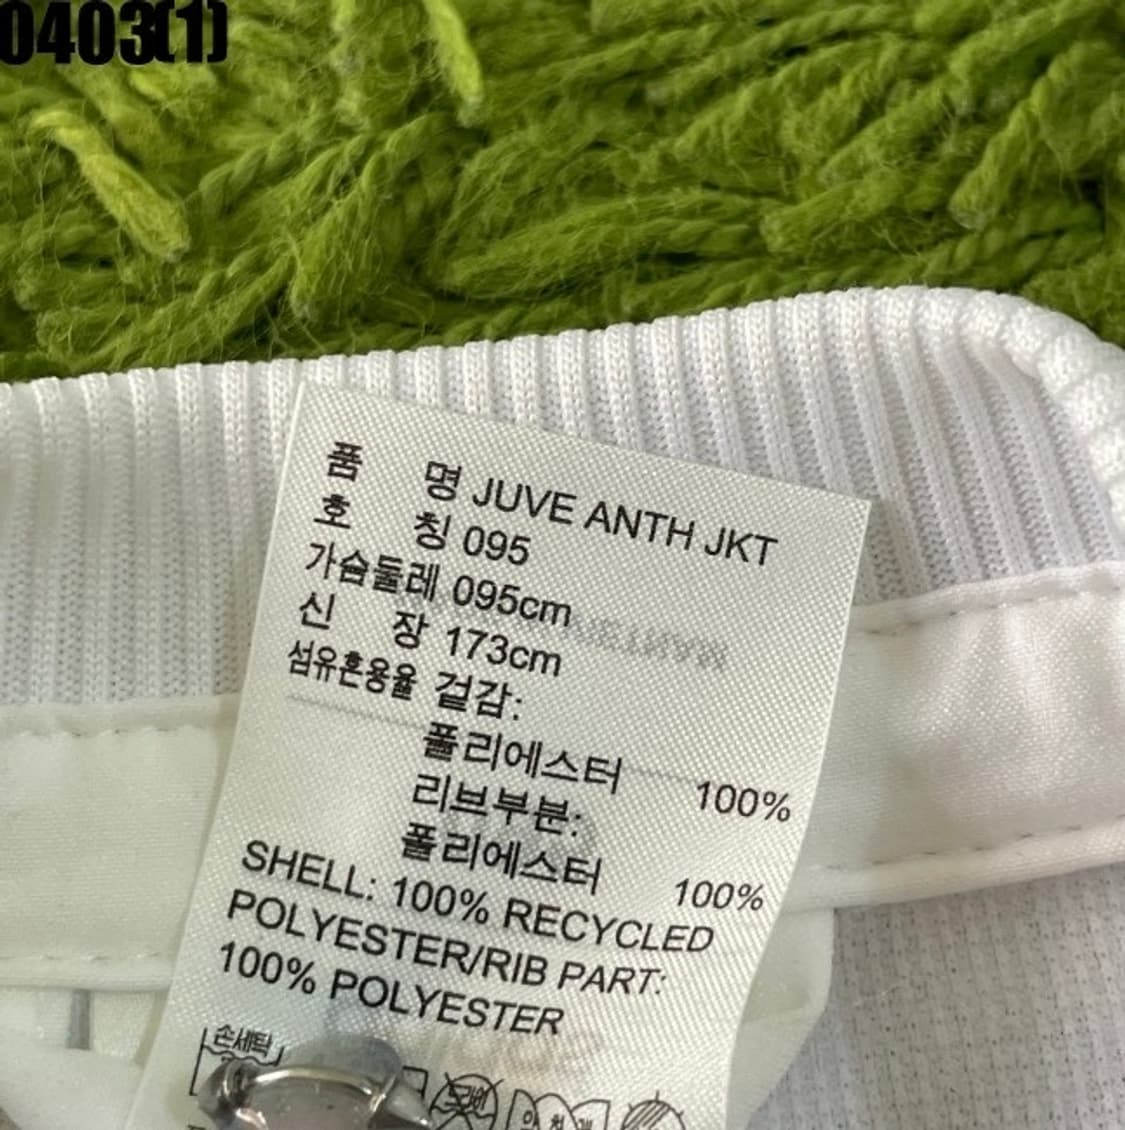 0403(1)
품 명 JUVE ANTH JKT
호 칭 095
가슴둘레 095cm
신 장 173cm
섬유혼용율 겉감:
폴리에스터 100%
리브부분:
폴리에스터 100%
SHELL: 100% RECYCLED
POLYESTER/RIB PART:
100% POLYESTER
손세탁